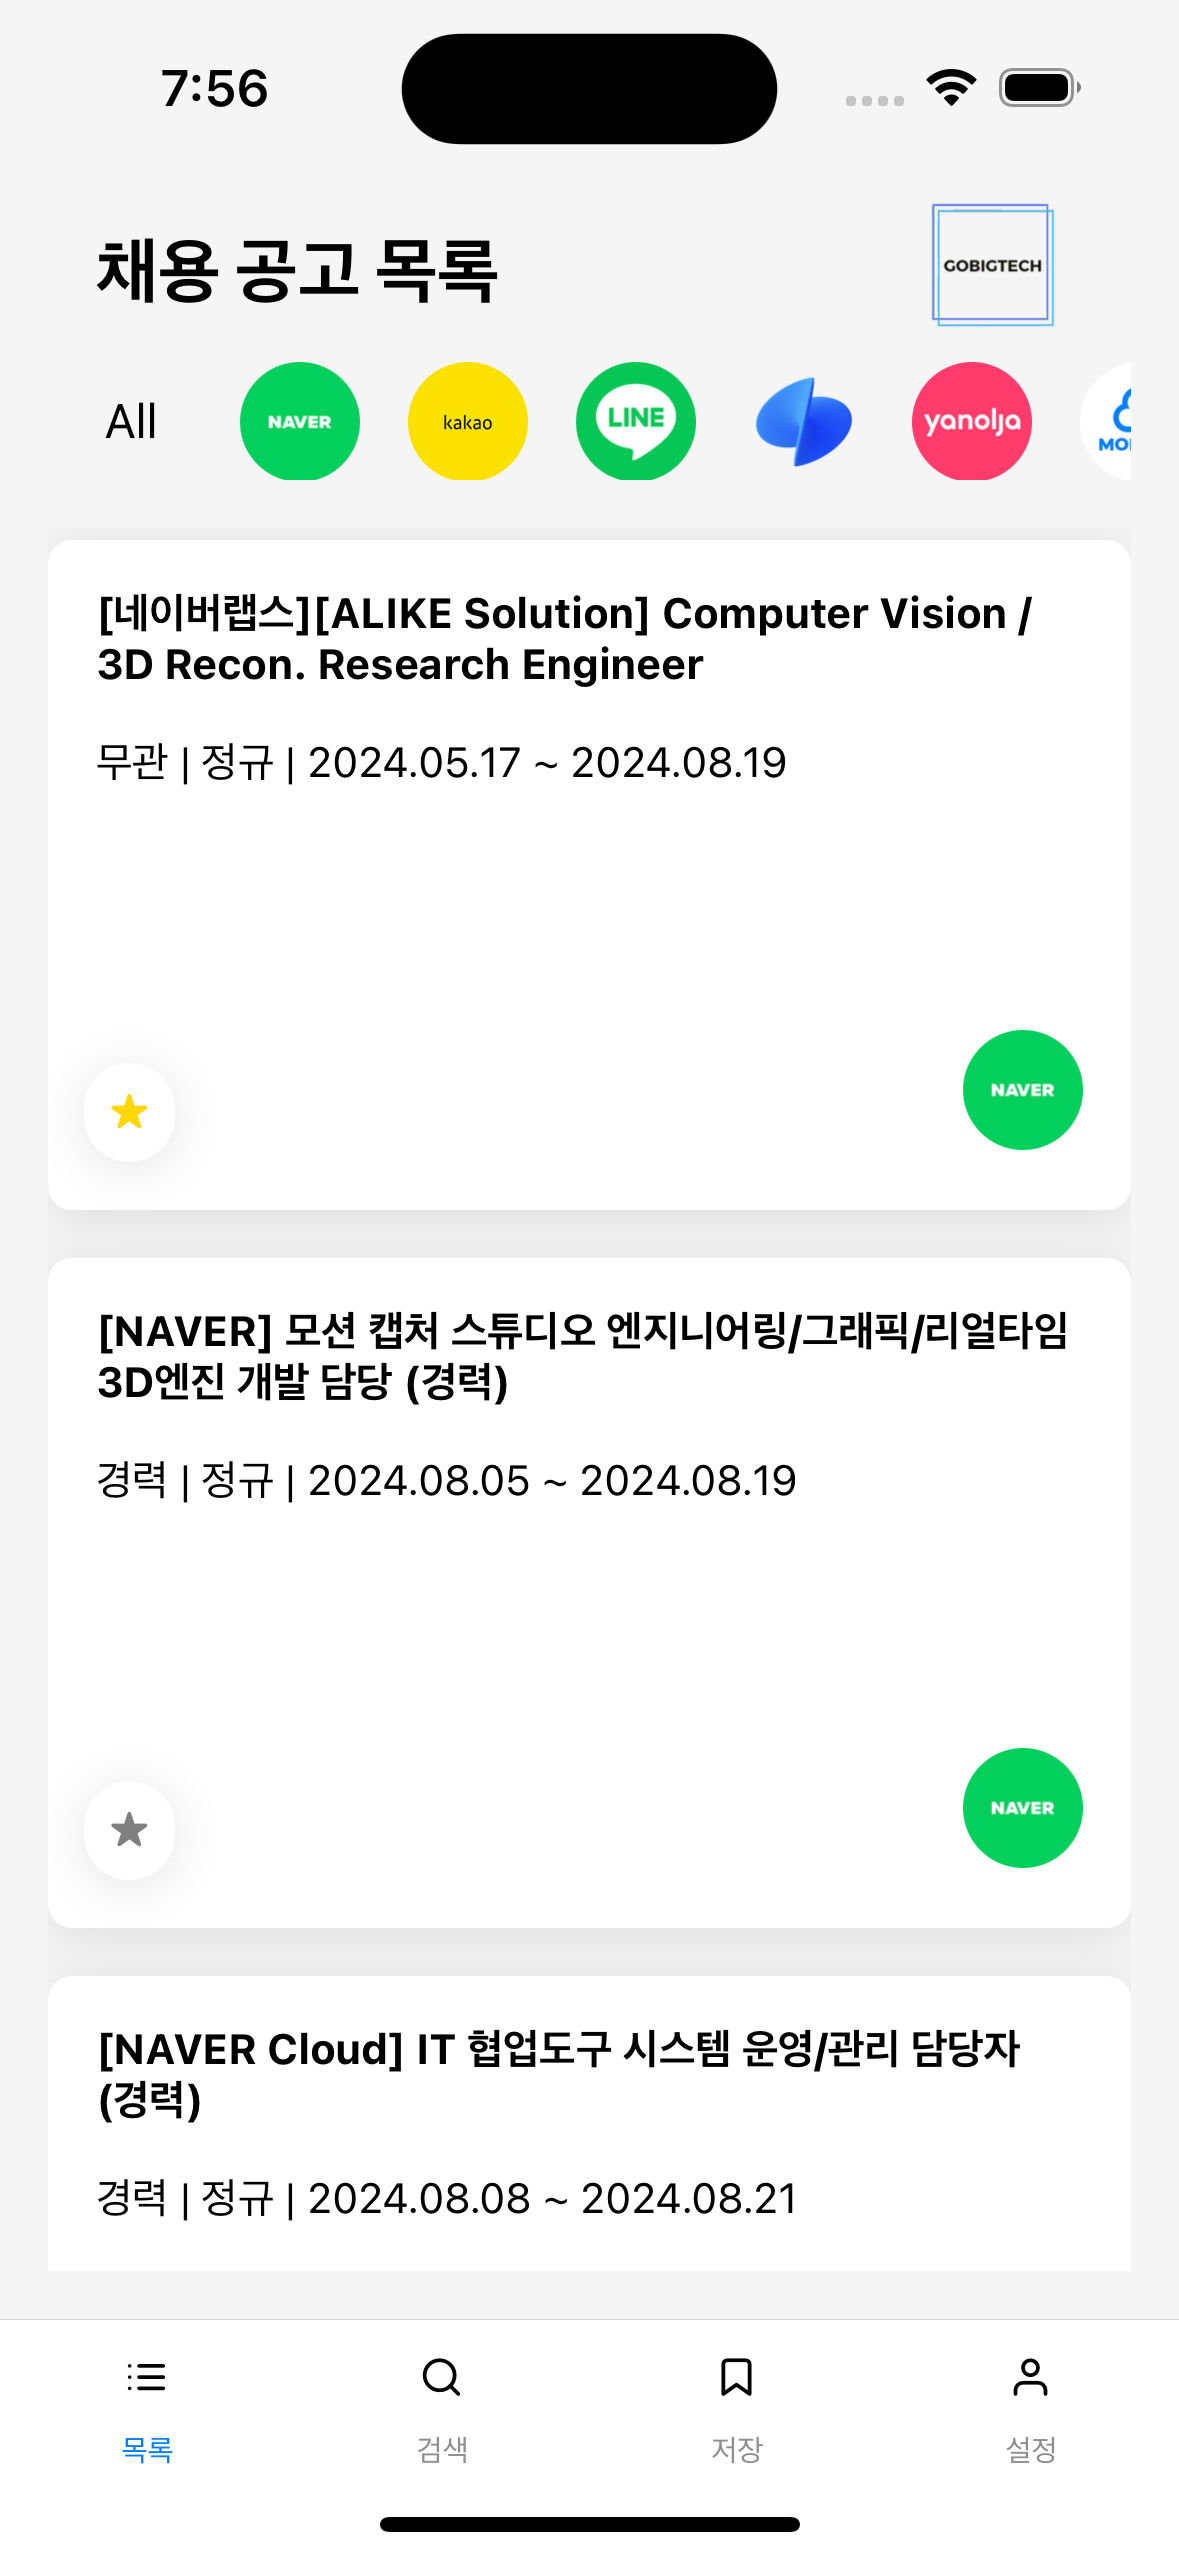 7:56
채용 공고 목록
GOBIGTECH
All
NAVER
kakao
LINE
yanolja
[네이버랩스][ALIKE Solution] Computer Vision /
3D Recon. Research Engineer
무관 | 정규 | 2024.05.17 ~ 2024.08.19
NAVER
[NAVER] 모션 캡처 스튜디오 엔지니어링/그래픽/리얼타임
3D엔진 개발 담당 (경력)
경력 | 정규 | 2024.08.05 ~ 2024.08.19
NAVER
[NAVER Cloud] IT 협업도구 시스템 운영/관리 담당자
(경력)
경력 | 정규 | 2024.08.08 ~ 2024.08.21
목록
검색
저장
설정